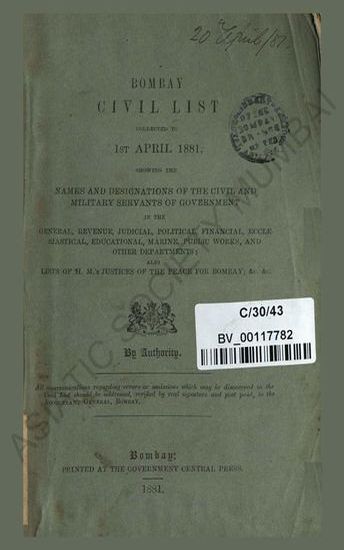 20 April/81.
BOMBAY
CIVIL LIST
CORRECTED TO
1ST APRIL 1881,
SHOWING THE
NAMES AND DESIGNATIONS OF THE CIVIL AND
MILITARY SERVANTS OF GOVERNMENT
IN THE
GENERAL, REVENUE, JUDICIAL, POLITICAL, FINANCIAL, ECCLE-
SIASTICAL, EDUCATIONAL, MARINE, PUBLIC WORKS, AND
OTHER DEPARTMENTS;
ALSO
LISTS OF H. M.'s JUSTICES OF THE PEACE FOR BOMBAY, &c. &c.
C/30/43
BV_00117782
By Authority.
All communications regarding errors or omissions which may be discovered in the
Civil List should be addressed, verified by real signature and post paid, to the
ACCOUNTANT GENERAL, BOMBAY.
Bombay:
PRINTED AT THE GOVERNMENT CENTRAL PRESS.
1881.
ASIATIC SOCIETY MUMBAI